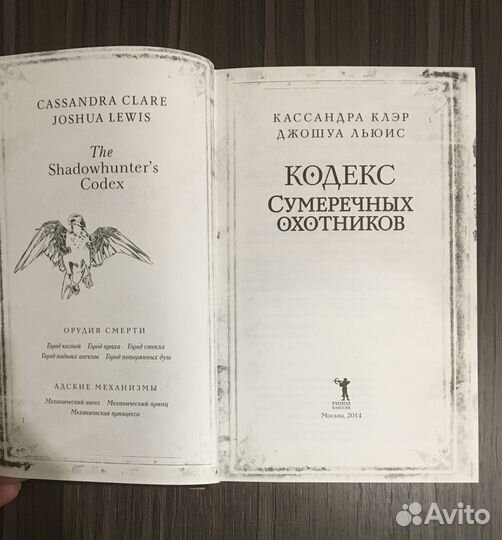 CASSANDRA CLARE
JOSHUA LEWIS
The
Shadowhunter's
Codex
ОРУДИЯ СМЕРТИ
Город костей Город праха Город стекла
Город падших ангелов Город потерянных душ
АДСКИЕ МЕХАНИЗМЫ
Механический ангел Механический принц
Механическая принцесса
КАССАНДРА КЛЭР
ДЖОШУА ЛЬЮИС
КОДЕКС
СУМЕРЕЧНЫХ
ОХОТНИКОВ
РИПОЛ
КЛАССИК
Москва, 2014
Avito